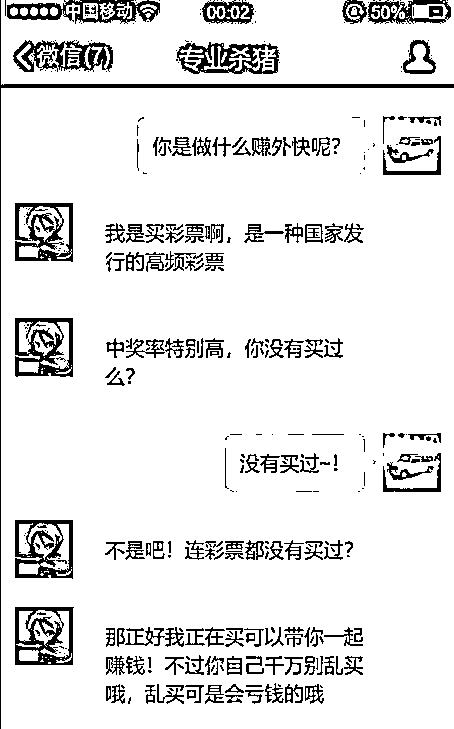 中国移动 00:02 50%
微信(7) 专业杀猪
你是做什么赚外快呢?
我是买彩票啊，是一种国家发
行的高频彩票
中奖率特别高，你没有买过
么?
没有买过~!
不是吧！连彩票都没有买过?
那正好我正在买可以带你一起
赚钱！不过你自己千万别乱买
哦，乱买可是会亏钱的哦